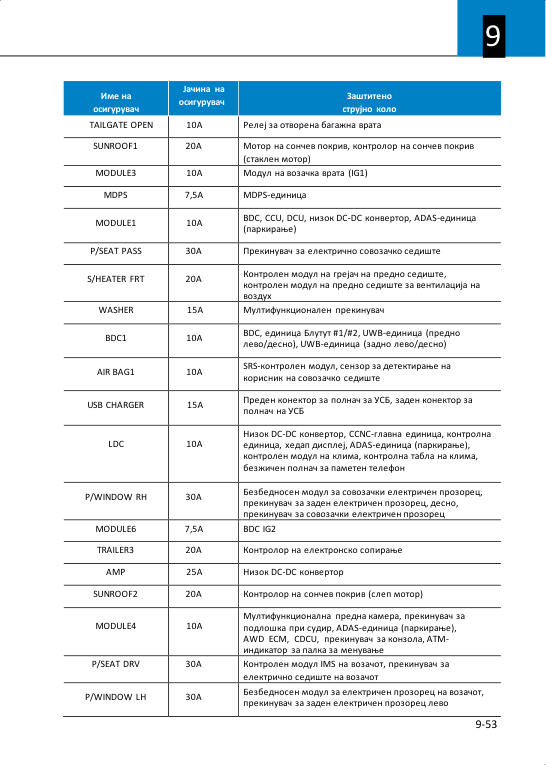 9
Име на
осигурувач
Јачина на
осигурувач
Заштитено
струјно коло
TAILGATE OPEN
10A
Релеј за отворена багажна врата
SUNROOF1
20A
Мотор на сончев покрив, контролор на сончев покрив
(стаклен мотор)
MODULE3
10A
Модул на возачка врата (IG1)
MDPS
7,5A
MDPS-единица
MODULE1
10A
BDC, CCU, DCU, низок DC-DC конвертор, ADAS-единица
(паркирање)
P/SEAT PASS
30A
Прекинувач за електрично совозачко седиште
S/HEATER FRT
20A
Контролен модул на грејач на предно седиште,
контролен модул на предно седиште за вентилација на
воздух
WASHER
15A
Мултифункционален прекинувач
BDC1
10A
BDC, единица Блутут #1/#2, UWB-единица (предно
лево/десно), UWB-единица (задно лево/десно)
AIR BAG1
10A
SRS-контролен модул, сензор за детектирање на
корисник на совозачко седиште
USB CHARGER
15A
Преден конектор за полнач за УСБ, заден конектор за
полнач на УСБ
LDC
10A
Низок DC-DC конвертор, CCNC-главна единица, контролна
единица, хедап дисплеј, ADAS-единица (паркирање),
контролен модул на клима, контролна табла на клима,
безжичен полнач за паметен телефон
P/WINDOW RH
30A
Безбедносен модул за совозачки електричен прозорец,
прекинувач за заден електричен прозорец, десно,
прекинувач за совозачки електричен прозорец
MODULE6
7,5A
BDC IG2
TRAILER3
20A
Контролор на електронско сопирање
AMP
25A
Низок DC-DC конвертор
SUNROOF2
20A
Контролор на сончев покрив (слеп мотор)
MODULE4
10A
Мултифункционална предна камера, прекинувач за
подлошка при судир, ADAS-единица (паркирање),
AWD ECM, CDCU, прекинувач за конзола, АТМ-
индикатор за палка за менување
P/SEAT DRV
30A
Контролен модул IMS на возачот, прекинувач за
електрично седиште на возачот
P/WINDOW LH
30A
Безбедносен модул за електричен прозорец на возачот,
прекинувач за заден електричен прозорец лево
9-53